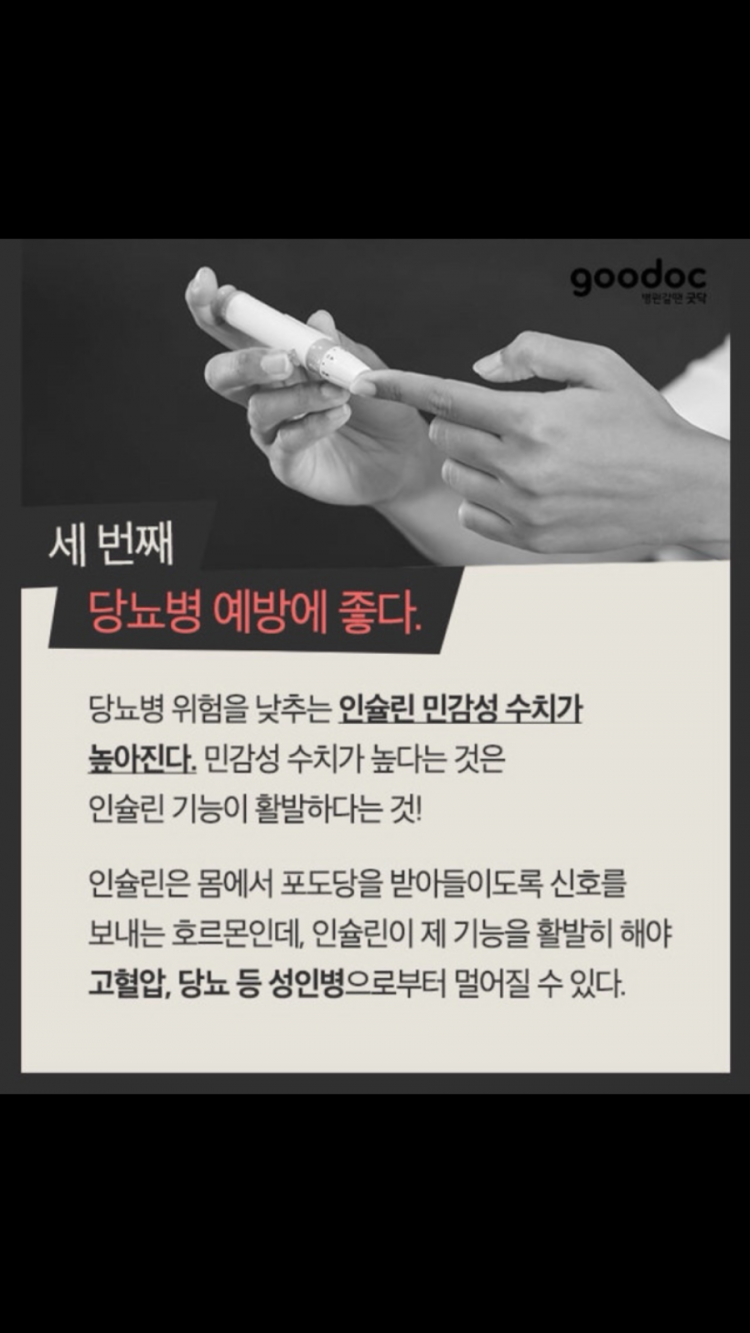 goodoc
병원갈땐 굿닥
세 번째
당뇨병 예방에 좋다.
당뇨병 위험을 낮추는 인슐린 민감성 수치가
높아진다. 민감성 수치가 높다는 것은
인슐린 기능이 활발하다는 것!
인슐린은 몸에서 포도당을 받아들이도록 신호를
보내는 호르몬인데, 인슐린이 제 기능을 활발히 해야
고혈압, 당뇨 등 성인병으로부터 멀어질 수 있다.